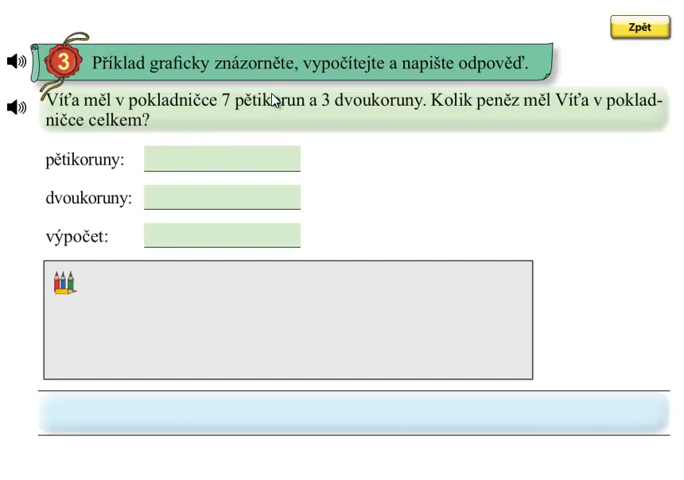 Zpět
3 Příklad graficky znázorněte, vypočítejte a napište odpověď.
Víťa měl v pokladničce 7 pětikorun a 3 dvoukoruny. Kolik peněz měl Víťa v poklad-
ničce celkem?
pětikoruny:
dvoukoruny:
výpočet: